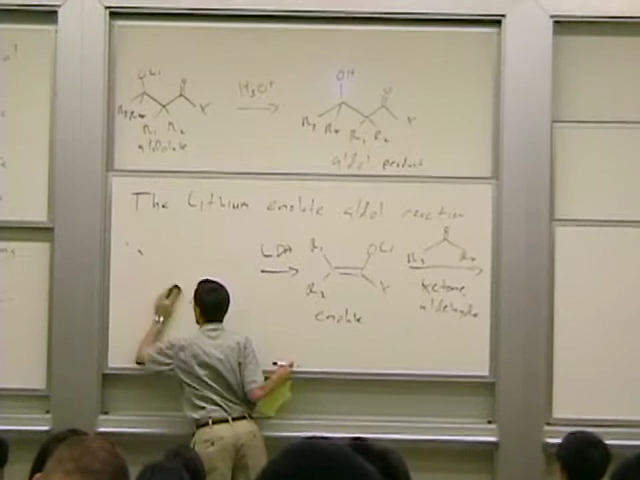 OLi O
H3O+
OH O
R3 R4 X
R1 R2
aldolate
R3 R4 R1 R2 X
aldol product
The Lithium enolate aldol reaction
LDA
R1 OLi
R2 X
enolate
O
R3 R4
ketone
aldehyde